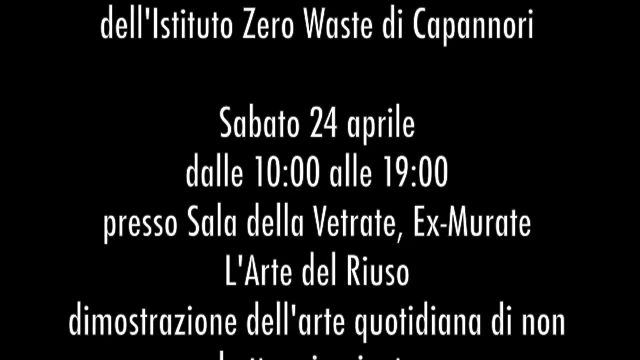 dell'Istituto Zero Waste di Capannori
Sabato 24 aprile
dalle 10:00 alle 19:00
presso Sala della Vetrate, Ex-Murate
L'Arte del Riuso
dimostrazione dell'arte quotidiana di non